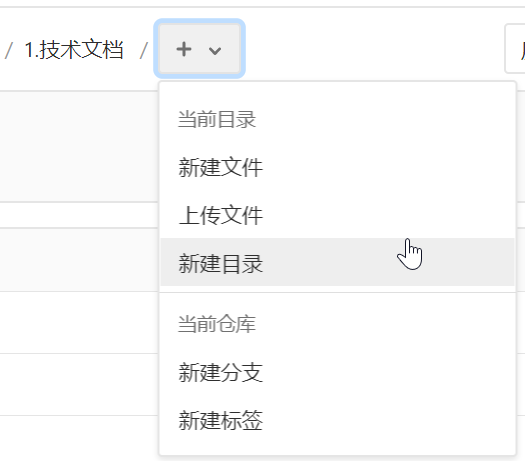 / 1.技术文档 / +
当前目录
新建文件
上传文件
新建目录
当前仓库
新建分支
新建标签